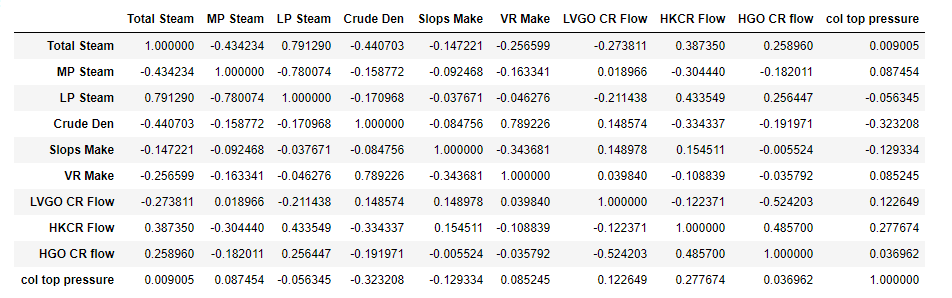 Total Steam MP Steam LP Steam Crude Den Slops Make VR Make LVGO CR Flow HKCR Flow HGO CR flow col top pressure
Total Steam 1.000000 -0.434234 0.791290 -0.440703 -0.147221 -0.256599 -0.273811 0.387350 0.258960 0.009005
MP Steam -0.434234 1.000000 -0.780074 -0.158772 -0.092468 -0.163341 0.018966 -0.304440 -0.182011 0.087454
LP Steam 0.791290 -0.780074 1.000000 -0.170968 -0.037671 -0.046276 -0.211438 0.433549 0.256447 -0.056345
Crude Den -0.440703 -0.158772 -0.170968 1.000000 -0.084756 0.789226 0.148574 -0.334337 -0.191971 -0.323208
Slops Make -0.147221 -0.092468 -0.037671 -0.084756 1.000000 -0.343681 0.148978 0.154511 -0.005524 -0.129334
VR Make -0.256599 -0.163341 -0.046276 0.789226 -0.343681 1.000000 0.039840 -0.108839 -0.035792 0.085245
LVGO CR Flow -0.273811 0.018966 -0.211438 0.148574 0.148978 0.039840 1.000000 -0.122371 -0.524203 0.122649
HKCR Flow 0.387350 -0.304440 0.433549 -0.334337 0.154511 -0.108839 -0.122371 1.000000 0.485700 0.277674
HGO CR flow 0.258960 -0.182011 0.256447 -0.191971 -0.005524 -0.035792 -0.524203 0.485700 1.000000 0.036962
col top pressure 0.009005 0.087454 -0.056345 -0.323208 -0.129334 0.085245 0.122649 0.277674 0.036962 1.000000